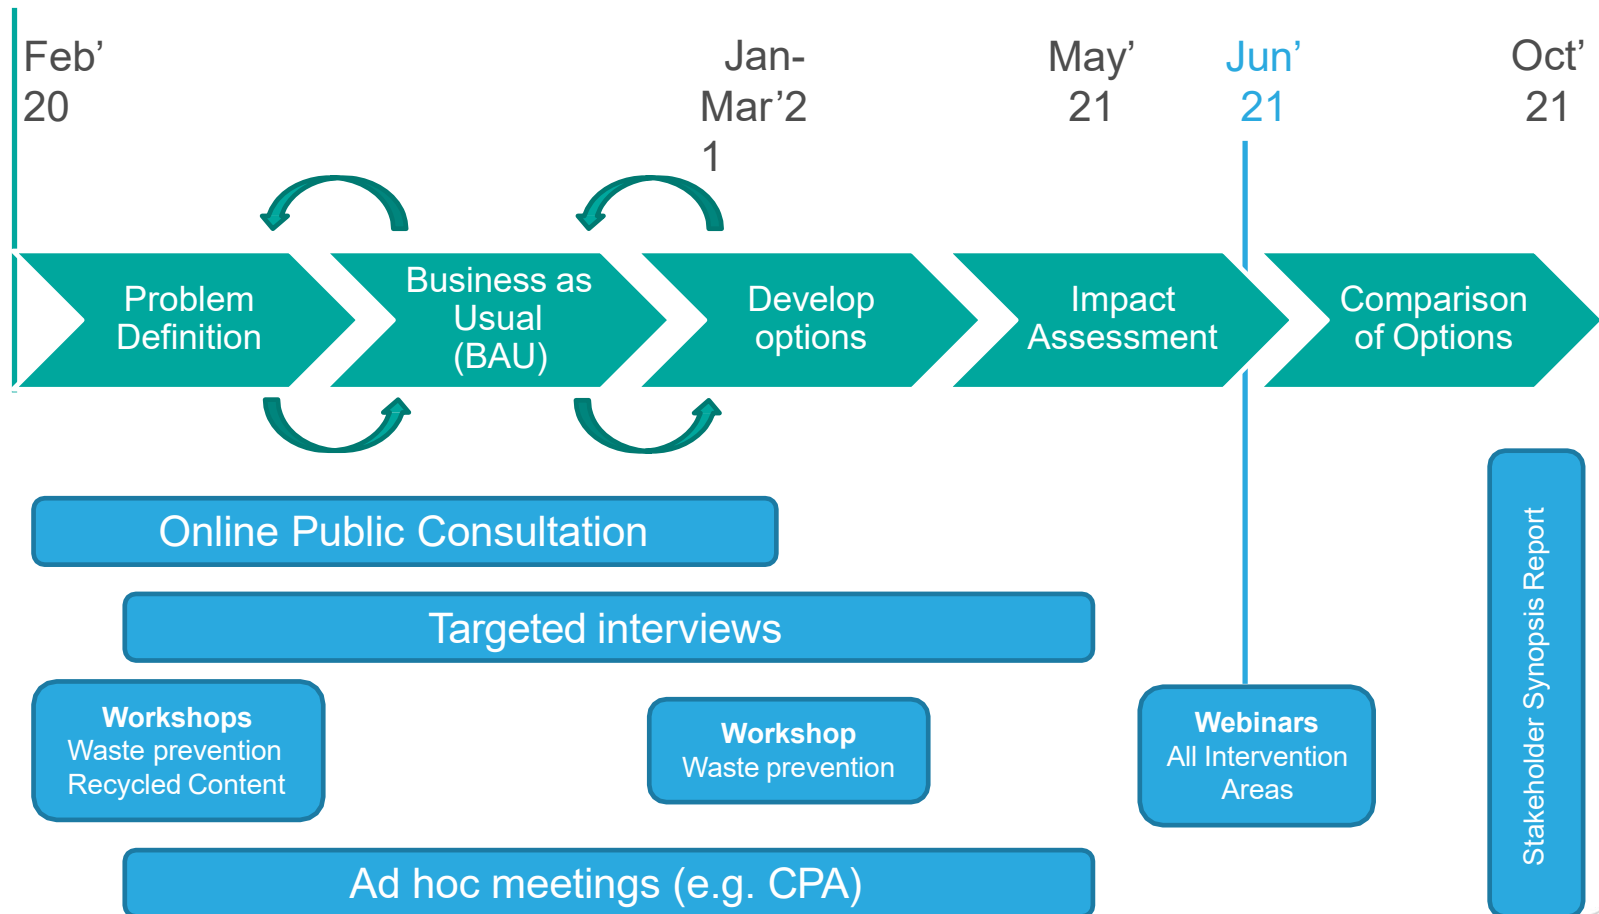 Feb’
20
Jan-
Mar’2
1
May’
21
Jun’
21
Oct’
21
Problem
Definition
Business as
Usual
(BAU)
Develop
options
Impact
Assessment
Comparison
of Options
Online Public Consultation
Targeted interviews
Workshops
Waste prevention
Recycled Content
Workshop
Waste prevention
Webinars
All Intervention
Areas
Ad hoc meetings (e.g. CPA)
Stakeholder Synopsis Report